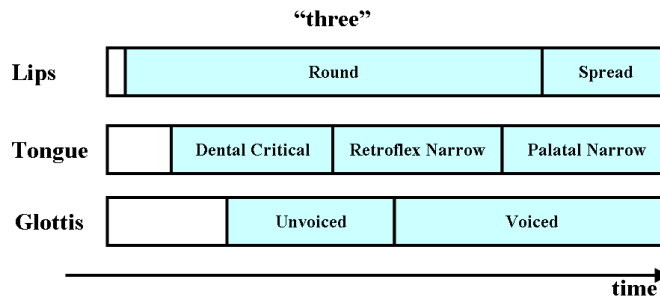 “three”
Lips Round Spread
Tongue Dental Critical Retroflex Narrow Palatal Narrow
Glottis Unvoiced Voiced
time